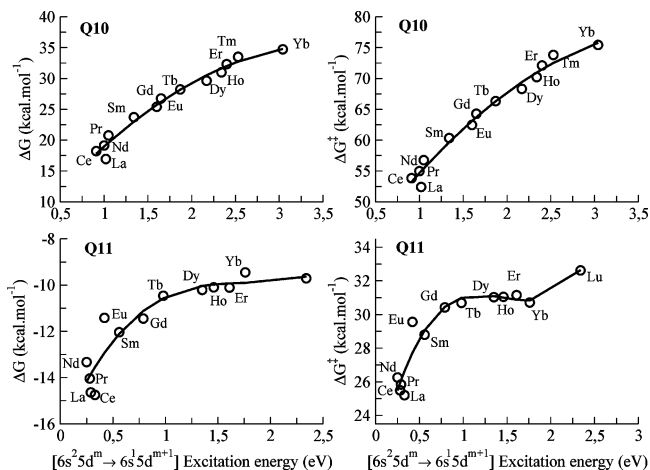 Q10
ΔG (kcal.mol⁻¹)
40
35
30
25
20
15
10
Ce
Pr
Nd
La
Sm
Gd
Eu
Tb
Dy
Er
Ho
Tm
Yb
0,5 1 1,5 2 2,5 3 3,5
Q10
ΔG‡ (kcal.mol⁻¹)
80
75
70
65
60
55
50
Ce
Nd
Pr
La
Sm
Gd
Eu
Tb
Dy
Er
Ho
Tm
Yb
0,5 1 1,5 2 2,5 3 3,5
Q11
ΔG (kcal.mol⁻¹)
-8
-10
-12
-14
-16
Nd
Pr
La
Ce
Eu
Sm
Gd
Tb
Dy
Ho
Er
Yb
0 0,5 1 1,5 2 2,5
[6s²5dᵐ→6s¹5dᵐ⁺¹] Excitation energy (eV)
Q11
ΔG‡ (kcal.mol⁻¹)
34
32
30
28
26
24
Nd
Pr
Ce
La
Eu
Sm
Gd
Tb
Dy
Ho
Er
Yb
Lu
0 0,5 1 1,5 2 2,5
[6s²5dᵐ→6s¹5dᵐ⁺¹] Excitation energy (eV)